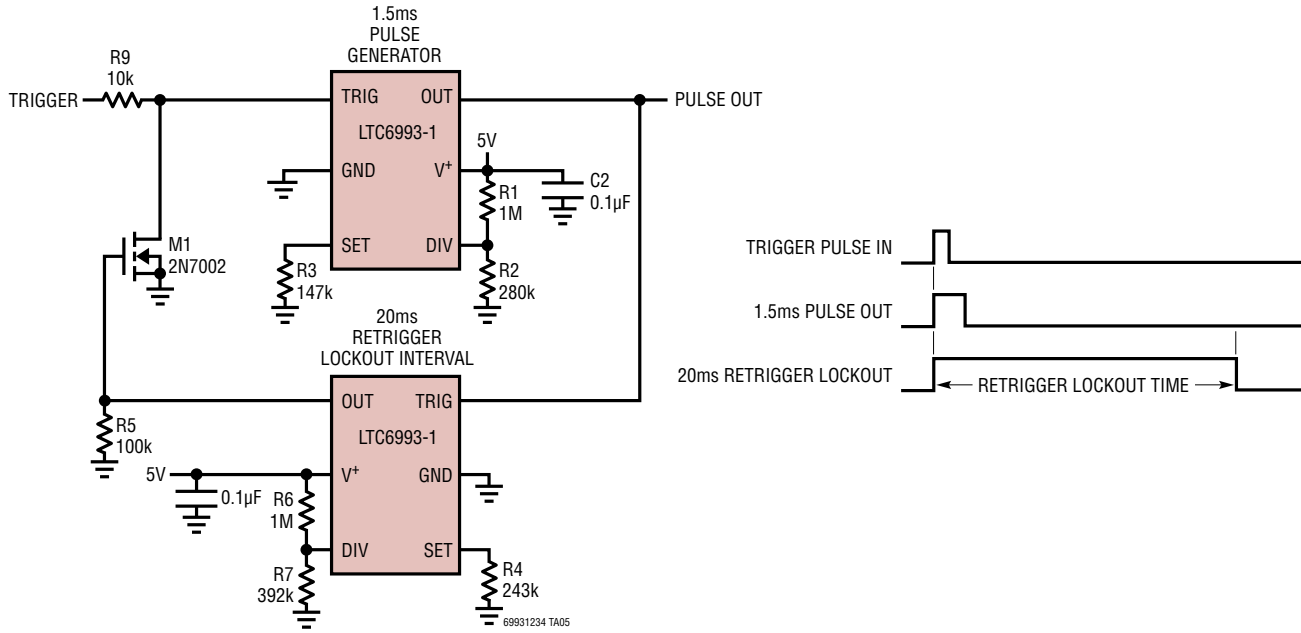 1.5ms
PULSE
GENERATOR
R9
10k
TRIGGER
TRIG
OUT
PULSE OUT
LTC6993-1
5V
GND
V+
R1
1M
C2
0.1µF
M1
2N7002
SET
DIV
R3
147k
R2
280k
20ms
RETRIGGER
LOCKOUT INTERVAL
OUT
TRIG
LTC6993-1
R5
100k
5V
V+
GND
0.1µF
R6
1M
DIV
SET
R7
392k
R4
243k
69931234 TA05
TRIGGER PULSE IN
1.5ms PULSE OUT
20ms RETRIGGER LOCKOUT
RETRIGGER LOCKOUT TIME